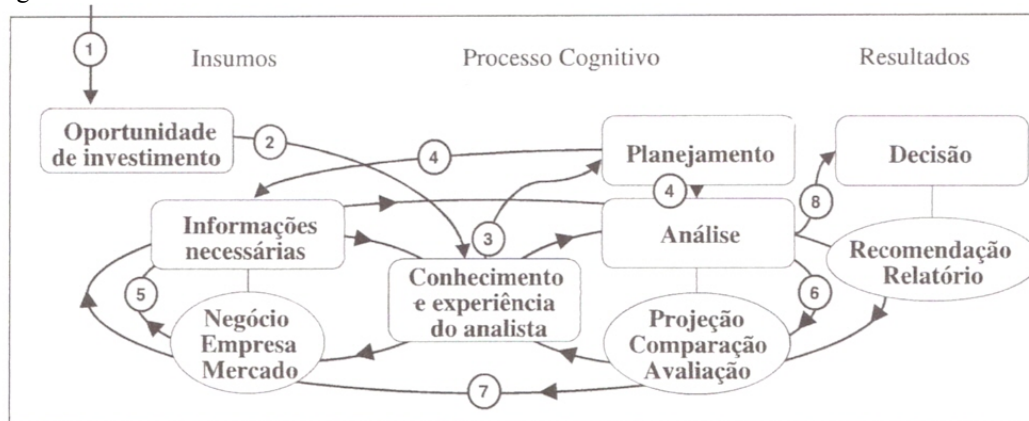 1
Insumos
Processo Cognitivo
Resultados
Oportunidade
de investimento
2
4
Planejamento
Decisão
4
8
Informações
necessárias
3
Análise
Recomendação
Relatório
Conhecimento
e experiência
do analista
5
6
Negócio
Empresa
Mercado
Projeção
Comparação
Avaliação
7